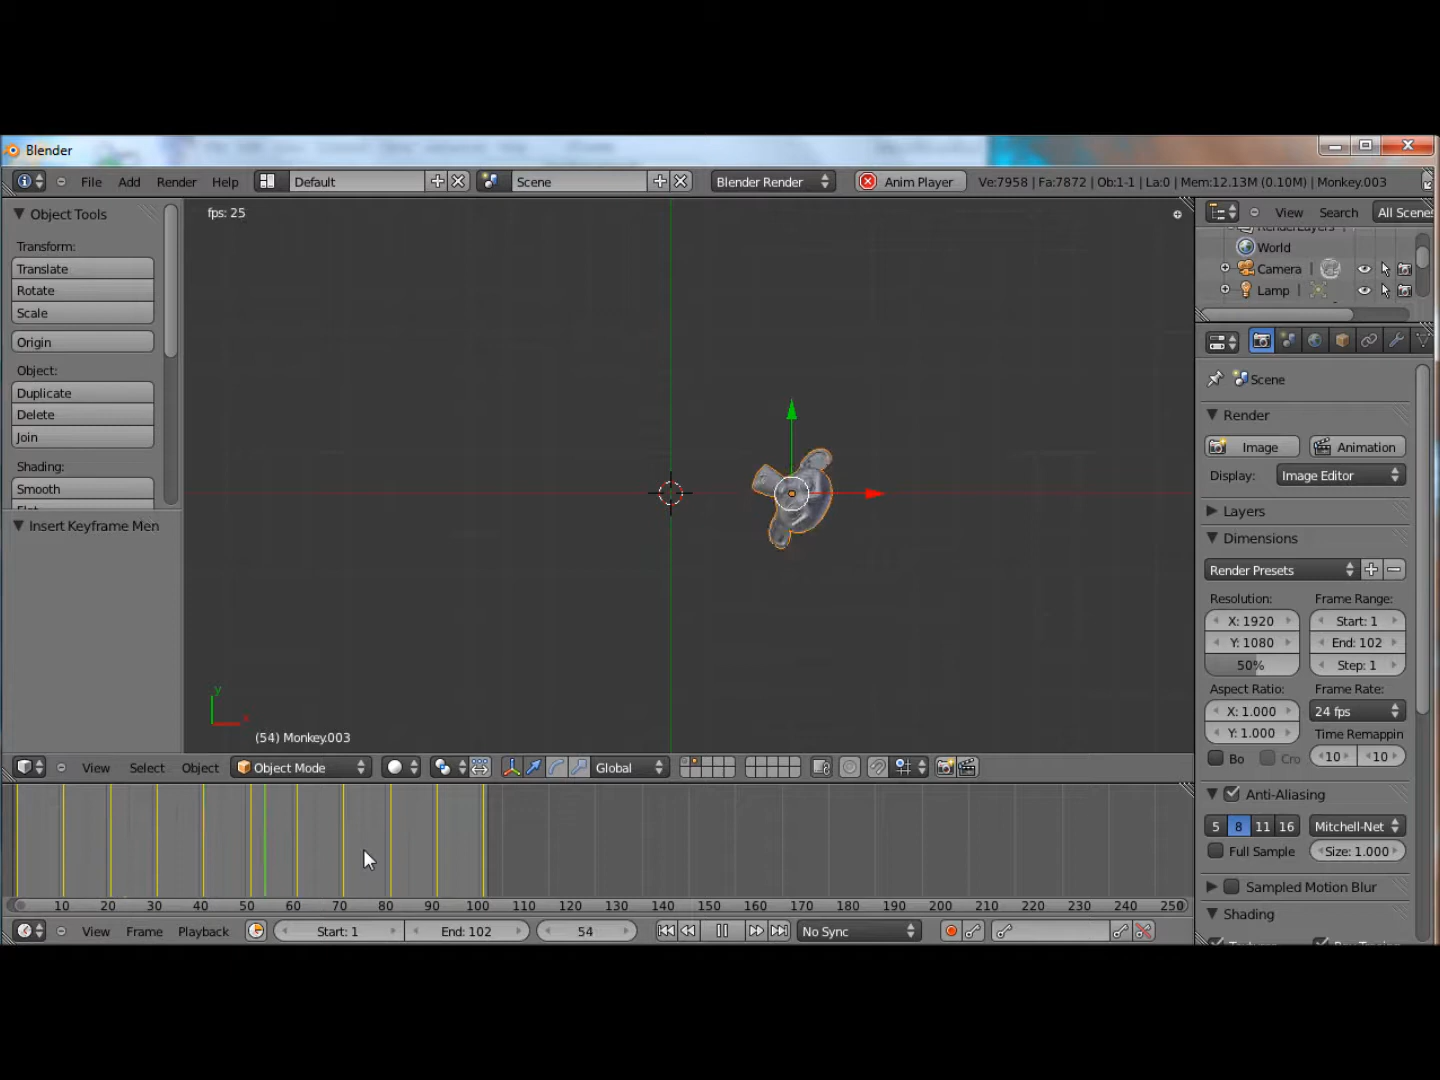 Blender
File Add Render Help Default Scene Blender Render Anim Player Ve:7958 | Fa:7872 | Ob:1-1 | La:0 | Mem:12.13M (0.10M) | Monkey.003
Object Tools
Transform:
Translate
Rotate
Scale
Origin
Object:
Duplicate
Delete
Join
Shading:
Smooth
Insert Keyframe Men
fps: 25
y
x
(54) Monkey.003
View Select Object Object Mode Global
View Search All Scenes
RenderLayers
World
Camera
Lamp
Scene
Render
Image Animation
Display: Image Editor
Layers
Dimensions
Render Presets
Resolution: Frame Range:
X: 1920 Start: 1
Y: 1080 End: 102
50% Step: 1
Aspect Ratio: Frame Rate:
X: 1.000 24 fps
Y: 1.000 Time Remappin
Bo Cro 10 10
Anti-Aliasing
5 8 11 16 Mitchell-Net
Full Sample Size: 1.000
Sampled Motion Blur
Shading
10 20 30 40 50 60 70 80 90 100 110 120 130 140 150 160 170 180 190 200 210 220 230 240 250
View Frame Playback Start: 1 End: 102 54 No Sync